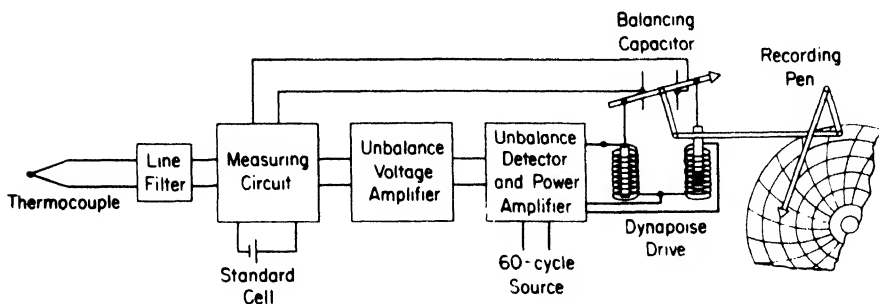 Balancing
Capacitor
Recording
Pen
Line
Filter
Measuring
Circuit
Unbalance
Voltage
Amplifier
Unbalance
Detector
and Power
Amplifier
Thermocouple
Dynapoise
Drive
Standard
Cell
60-cycle
Source